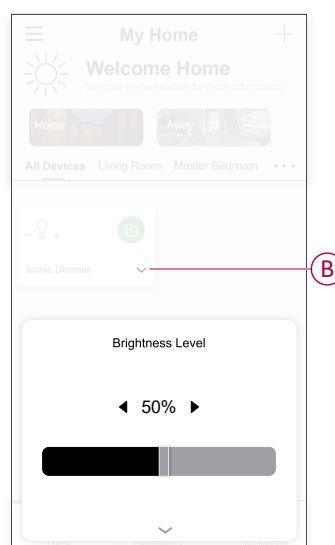 My Home
Welcome Home
Set your home location for more information
Home
Away
All Devices Living Room Master Bedroom
Iconic Dimmer
B
Brightness Level
50%